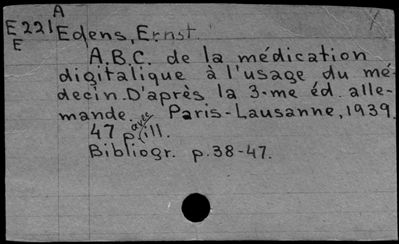 A
E221 Edens, Ernst.
E
A.B.C. de la médication
digitalique à l'usage du mé-
decin. D'après la 3-me éd. alle-
mande. Paris-Lausanne, 1939.
avec
47 p. ill.
Bibliogr. p.38-47.